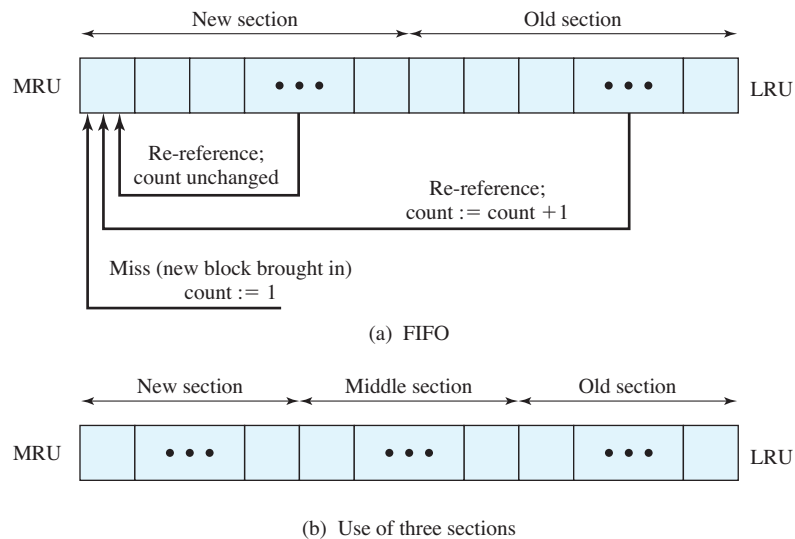 New section Old section
MRU • • • • • • LRU
Re-reference;
count unchanged
Re-reference;
count := count +1
Miss (new block brought in)
count := 1
(a) FIFO
New section Middle section Old section
MRU • • • • • • • • • LRU
(b) Use of three sections